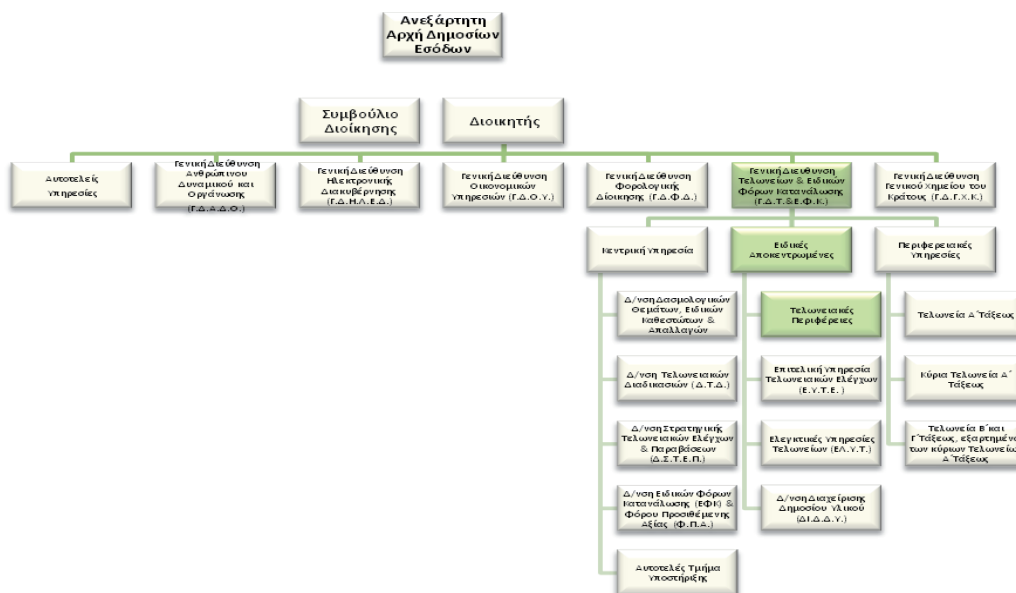 Ανεξάρτητη
Αρχή Δημοσίων
Εσόδων
Συμβούλιο
Διοίκησης
Διοικητής
Αυτοτελείς
Υπηρεσίες
Γενική Διεύθυνση
Ανθρώπινου
Δυναμικού και
Οργάνωσης
(Γ.Δ.Α.Δ.Ο.)
Γενική Διεύθυνση
Ηλεκτρονικής
Διακυβέρνησης
(Γ.Δ.Η.Λ.Ε.Δ.)
Γενική Διεύθυνση
Οικονομικών
Υπηρεσιών (Γ.Δ.Ο.Υ.)
Γενική Διεύθυνση
Φορολογικής
Δίοικησης (Γ.Δ.Φ.Δ.)
Γενική Διεύθυνση
Τελωνείων & Ειδικών
Φόρων Κατανάλωσης
(Γ.Δ.Τ.&Ε.Φ.Κ.)
Γενική Διεύθυνση
Γενικού Χημείου του
Κράτους (Γ.Δ.Γ.Χ.Κ.)
Κεντρική Υπηρεσία
Ειδικές
Αποκεντρωμένες
Περιφερειακές
Υπηρεσίες
Δ/νση Δασμολογικών
Θεμάτων, Ειδικών
Καθεστώτων &
Απαλλαγών
Τελωνειακές
Περιφέρειες
Τελωνεία Α΄Τάξεως
Δ/νση Τελωνειακών
Διαδικασιών (Δ.Τ.Δ.)
Επιτελική Υπηρεσία
Τελωνειακών Ελέγχων
(Ε.Υ.Τ.Ε. )
Κύρια Τελωνεία Α΄
Τάξεως
Δ/νση Στρατηγικής
Τελωνειακών Ελέγχων
& Παραβάσεων
(Δ.Σ.Τ.Ε.Π.)
Ελεγκτικές Υπηρεσίες
Τελωνείων (ΕΛ.Υ.Τ.)
Τελωνεία Β΄και
Γ΄Τάξεως, εξαρτημένα
των κύριων Τελωνείων
Α΄Τάξεως
Δ/νση Ειδικών Φόρων
Κατανάλωσης (ΕΦΚ) &
Φόρου Προσιθέμενης
Αξίας (Φ.Π.Α.)
Δ/νση Διαχείρισης
Δημοσίου Υλικού
(ΔΙ.Δ.Δ.Υ.)
Αυτοτελές Τμήμα
Υποστήριξης